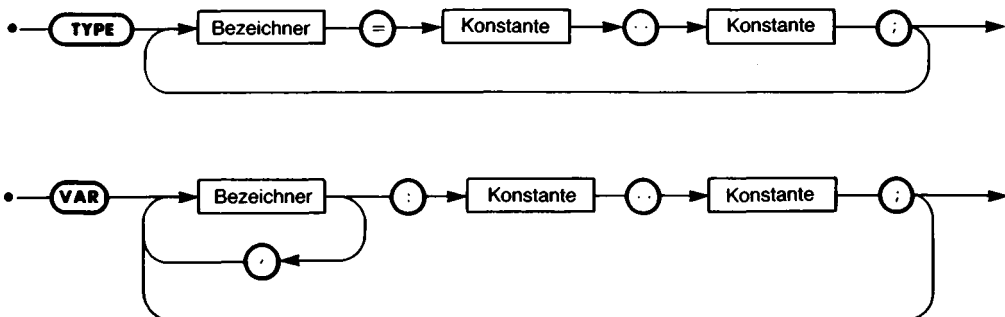 TYPE Bezeichner = Konstante .. Konstante ;
VAR Bezeichner : Konstante .. Konstante ;
,